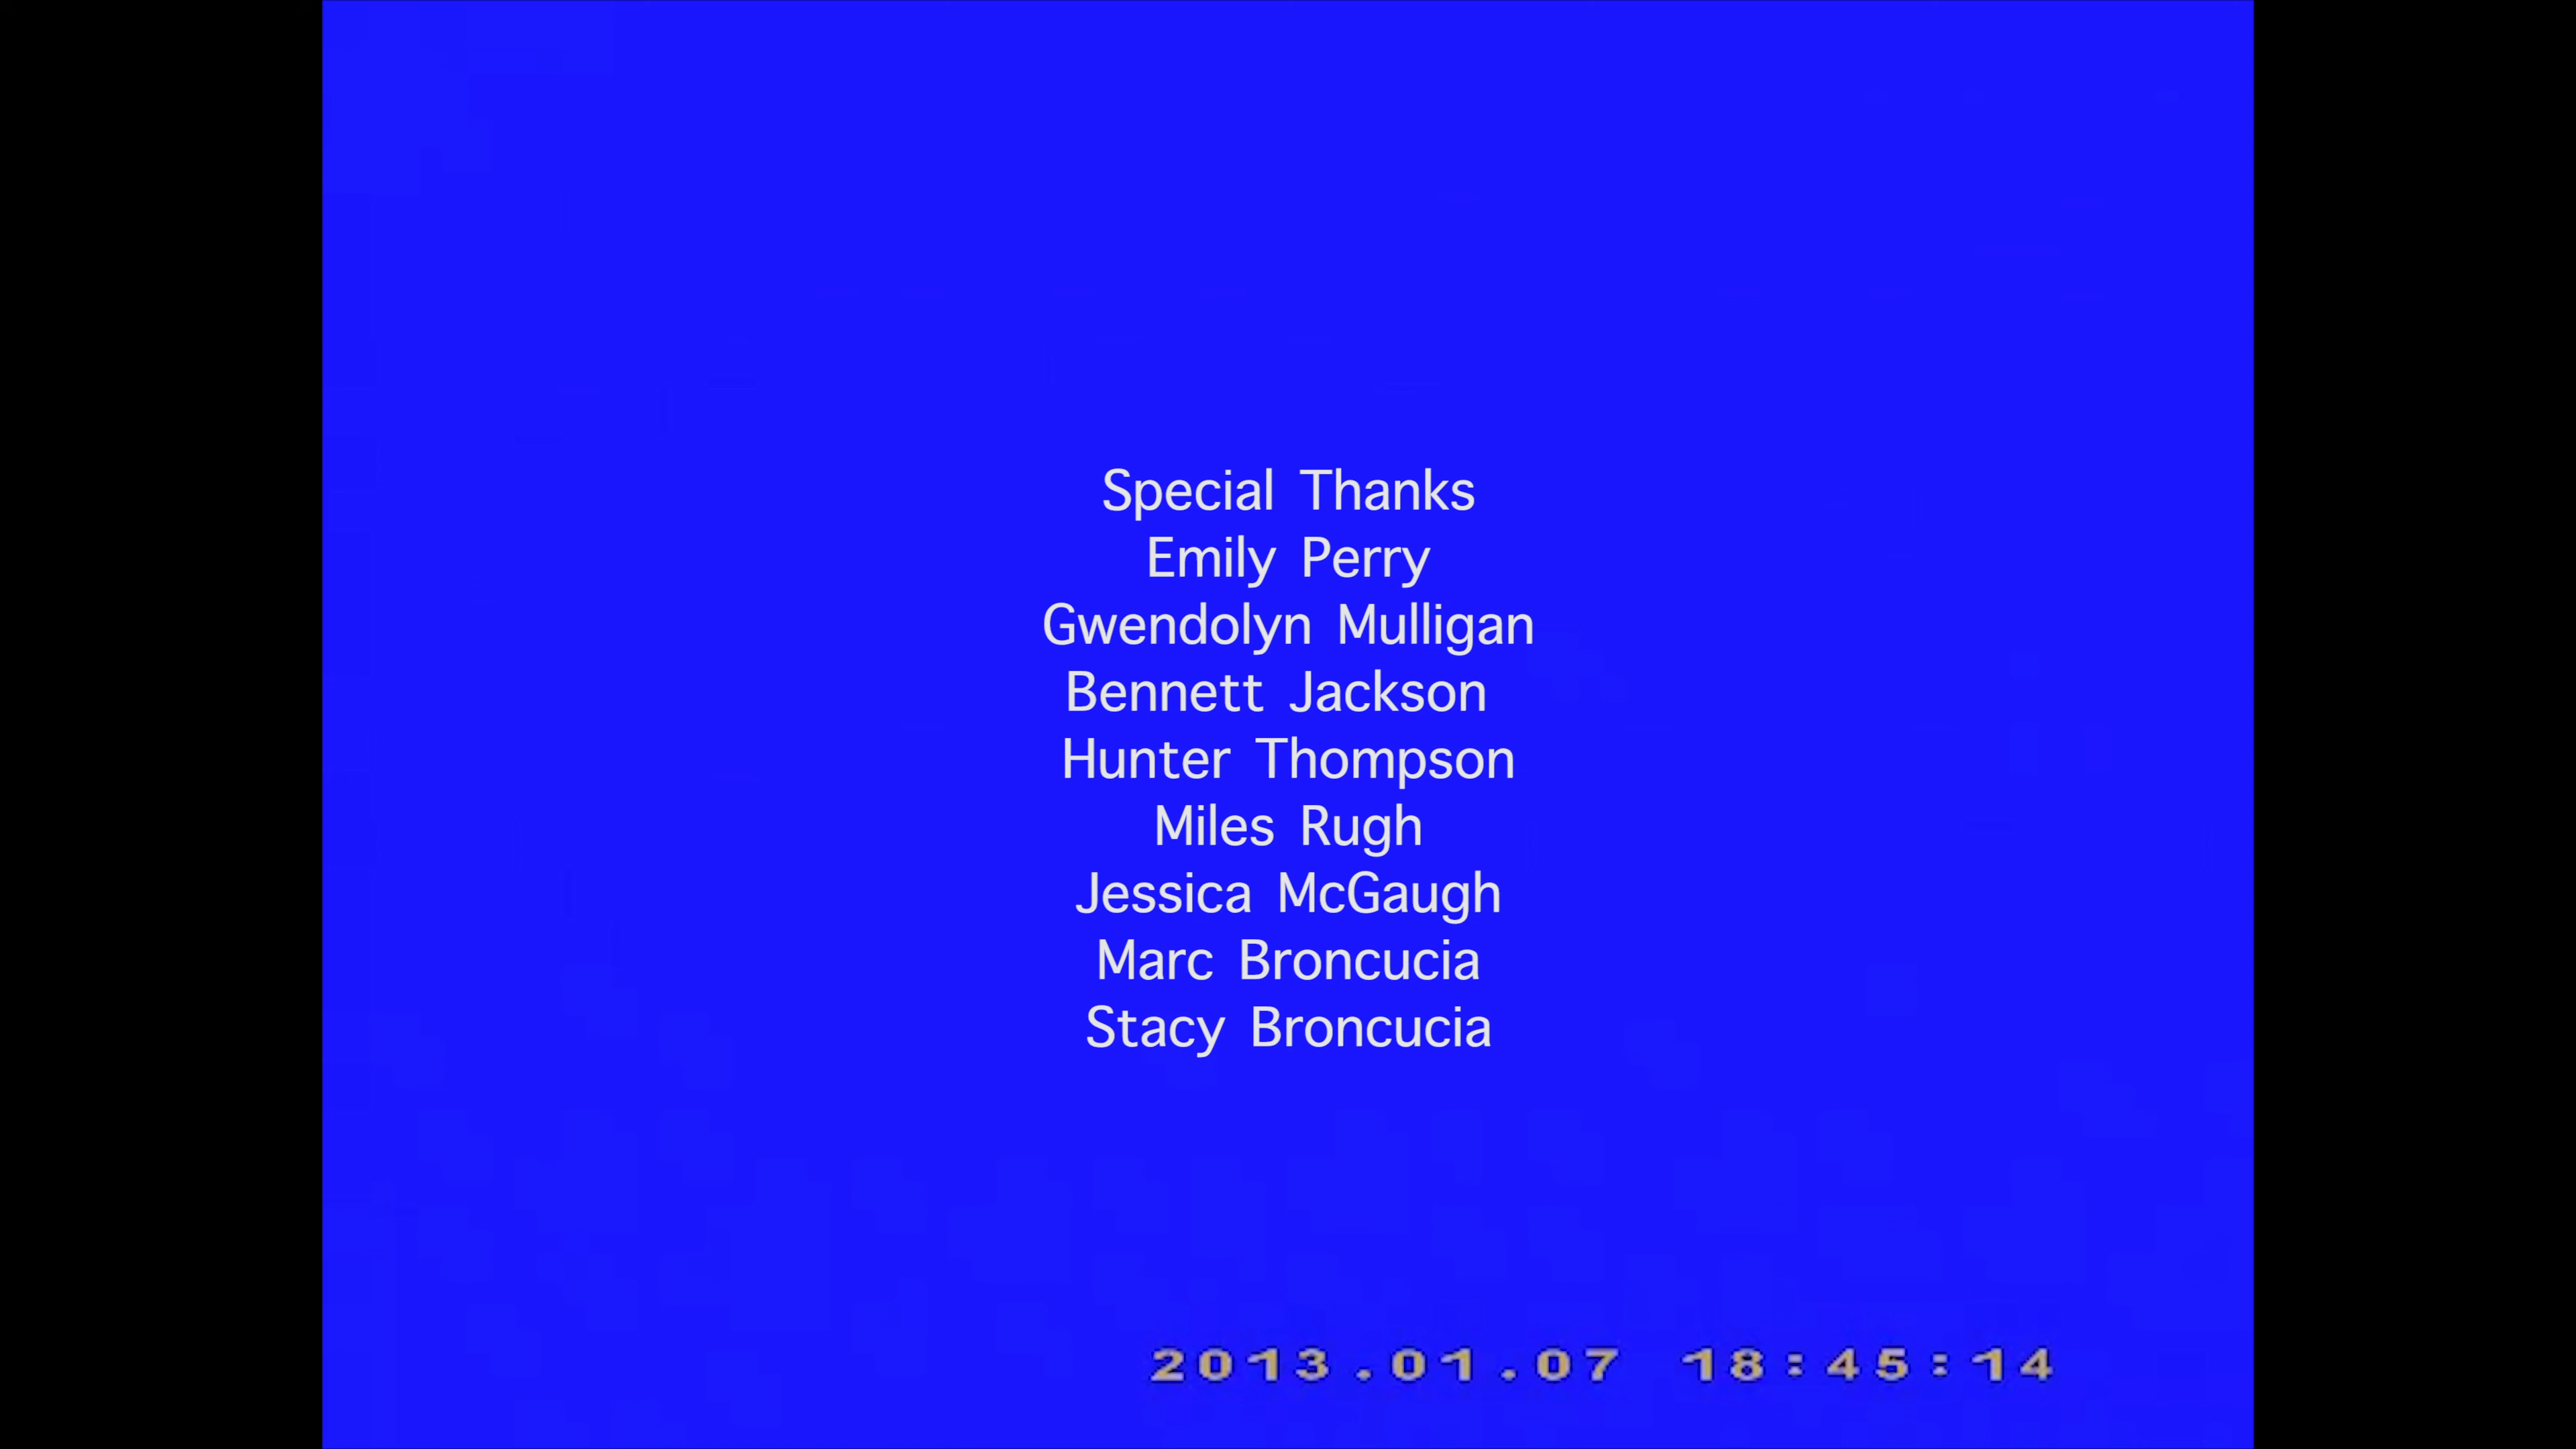 Special Thanks
Emily Perry
Gwendolyn Mulligan
Bennett Jackson
Hunter Thompson
Miles Rugh
Jessica McGaugh
Marc Broncucia
Stacy Broncucia
2013.01.07 18:45:14